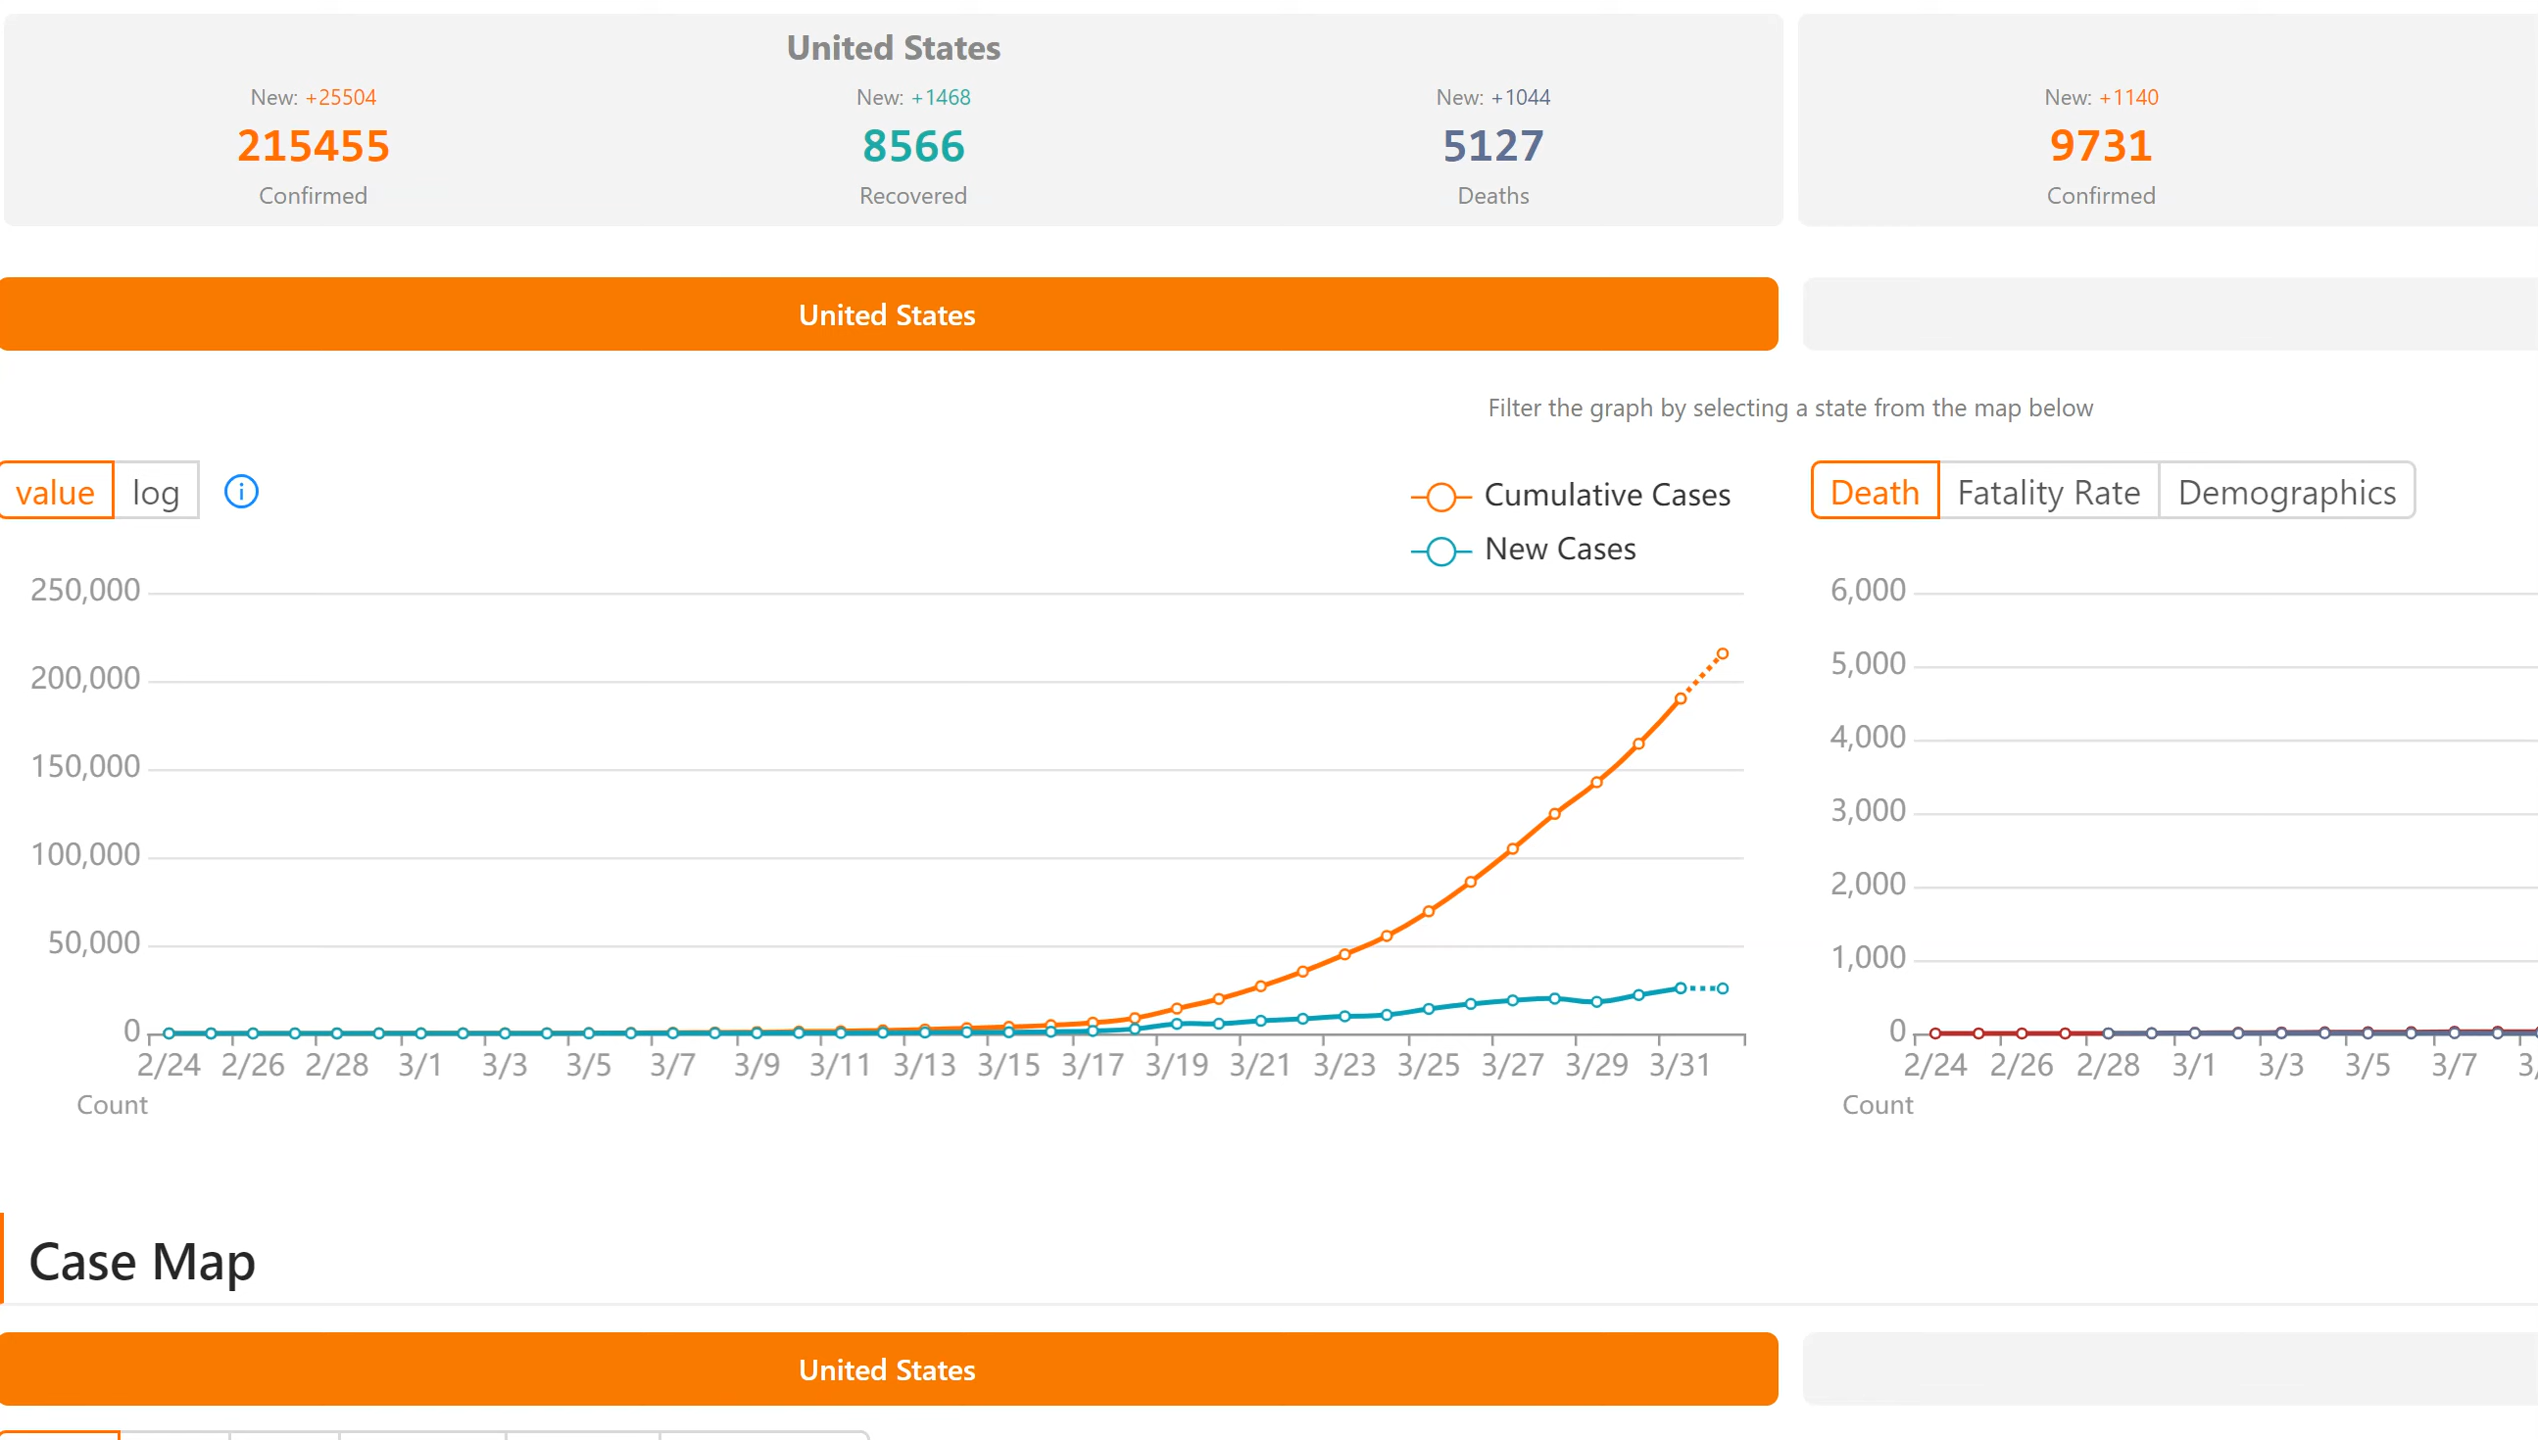 United States
New: +25504
215455
Confirmed
New: +1468
8566
Recovered
New: +1044
5127
Deaths
New: +1140
9731
Confirmed
United States
Filter the graph by selecting a state from the map below
value log
Cumulative Cases
New Cases
250,000
200,000
150,000
100,000
50,000
0
2/24 2/26 2/28 3/1 3/3 3/5 3/7 3/9 3/11 3/13 3/15 3/17 3/19 3/21 3/23 3/25 3/27 3/29 3/31
Count
Death Fatality Rate Demographics
6,000
5,000
4,000
3,000
2,000
1,000
0
2/24 2/26 2/28 3/1 3/3 3/5 3/7
Count
Case Map
United States